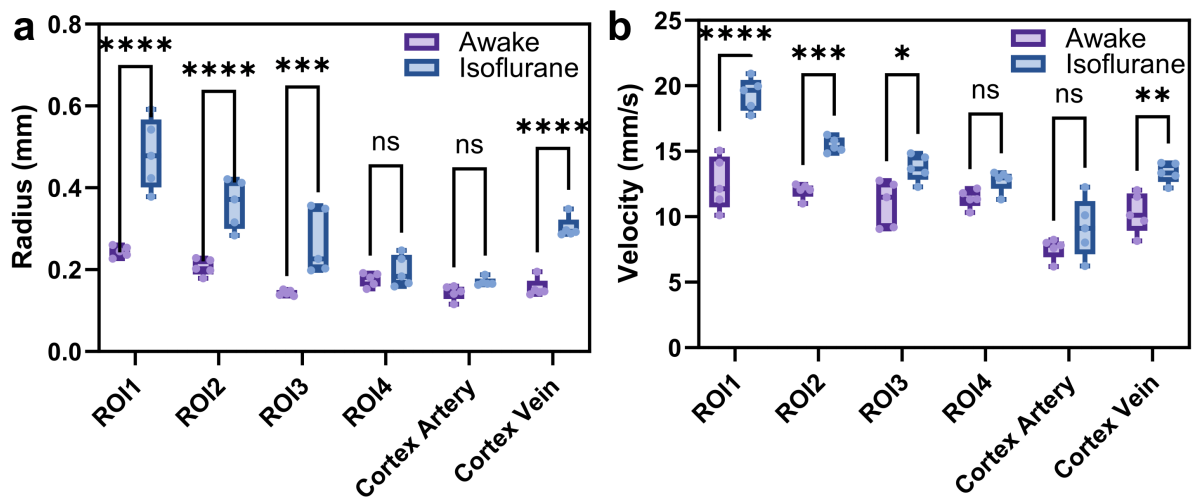 a
Radius (mm)
0.8
0.6
0.4
0.2
0.0
Awake
Isoflurane
****
****
***
ns
ns
****
ROI1
ROI2
ROI3
ROI4
Cortex Artery
Cortex Vein
b
Velocity (mm/s)
25
20
15
10
5
0
Awake
Isoflurane
****
***
*
ns
ns
**
ROI1
ROI2
ROI3
ROI4
Cortex Artery
Cortex Vein